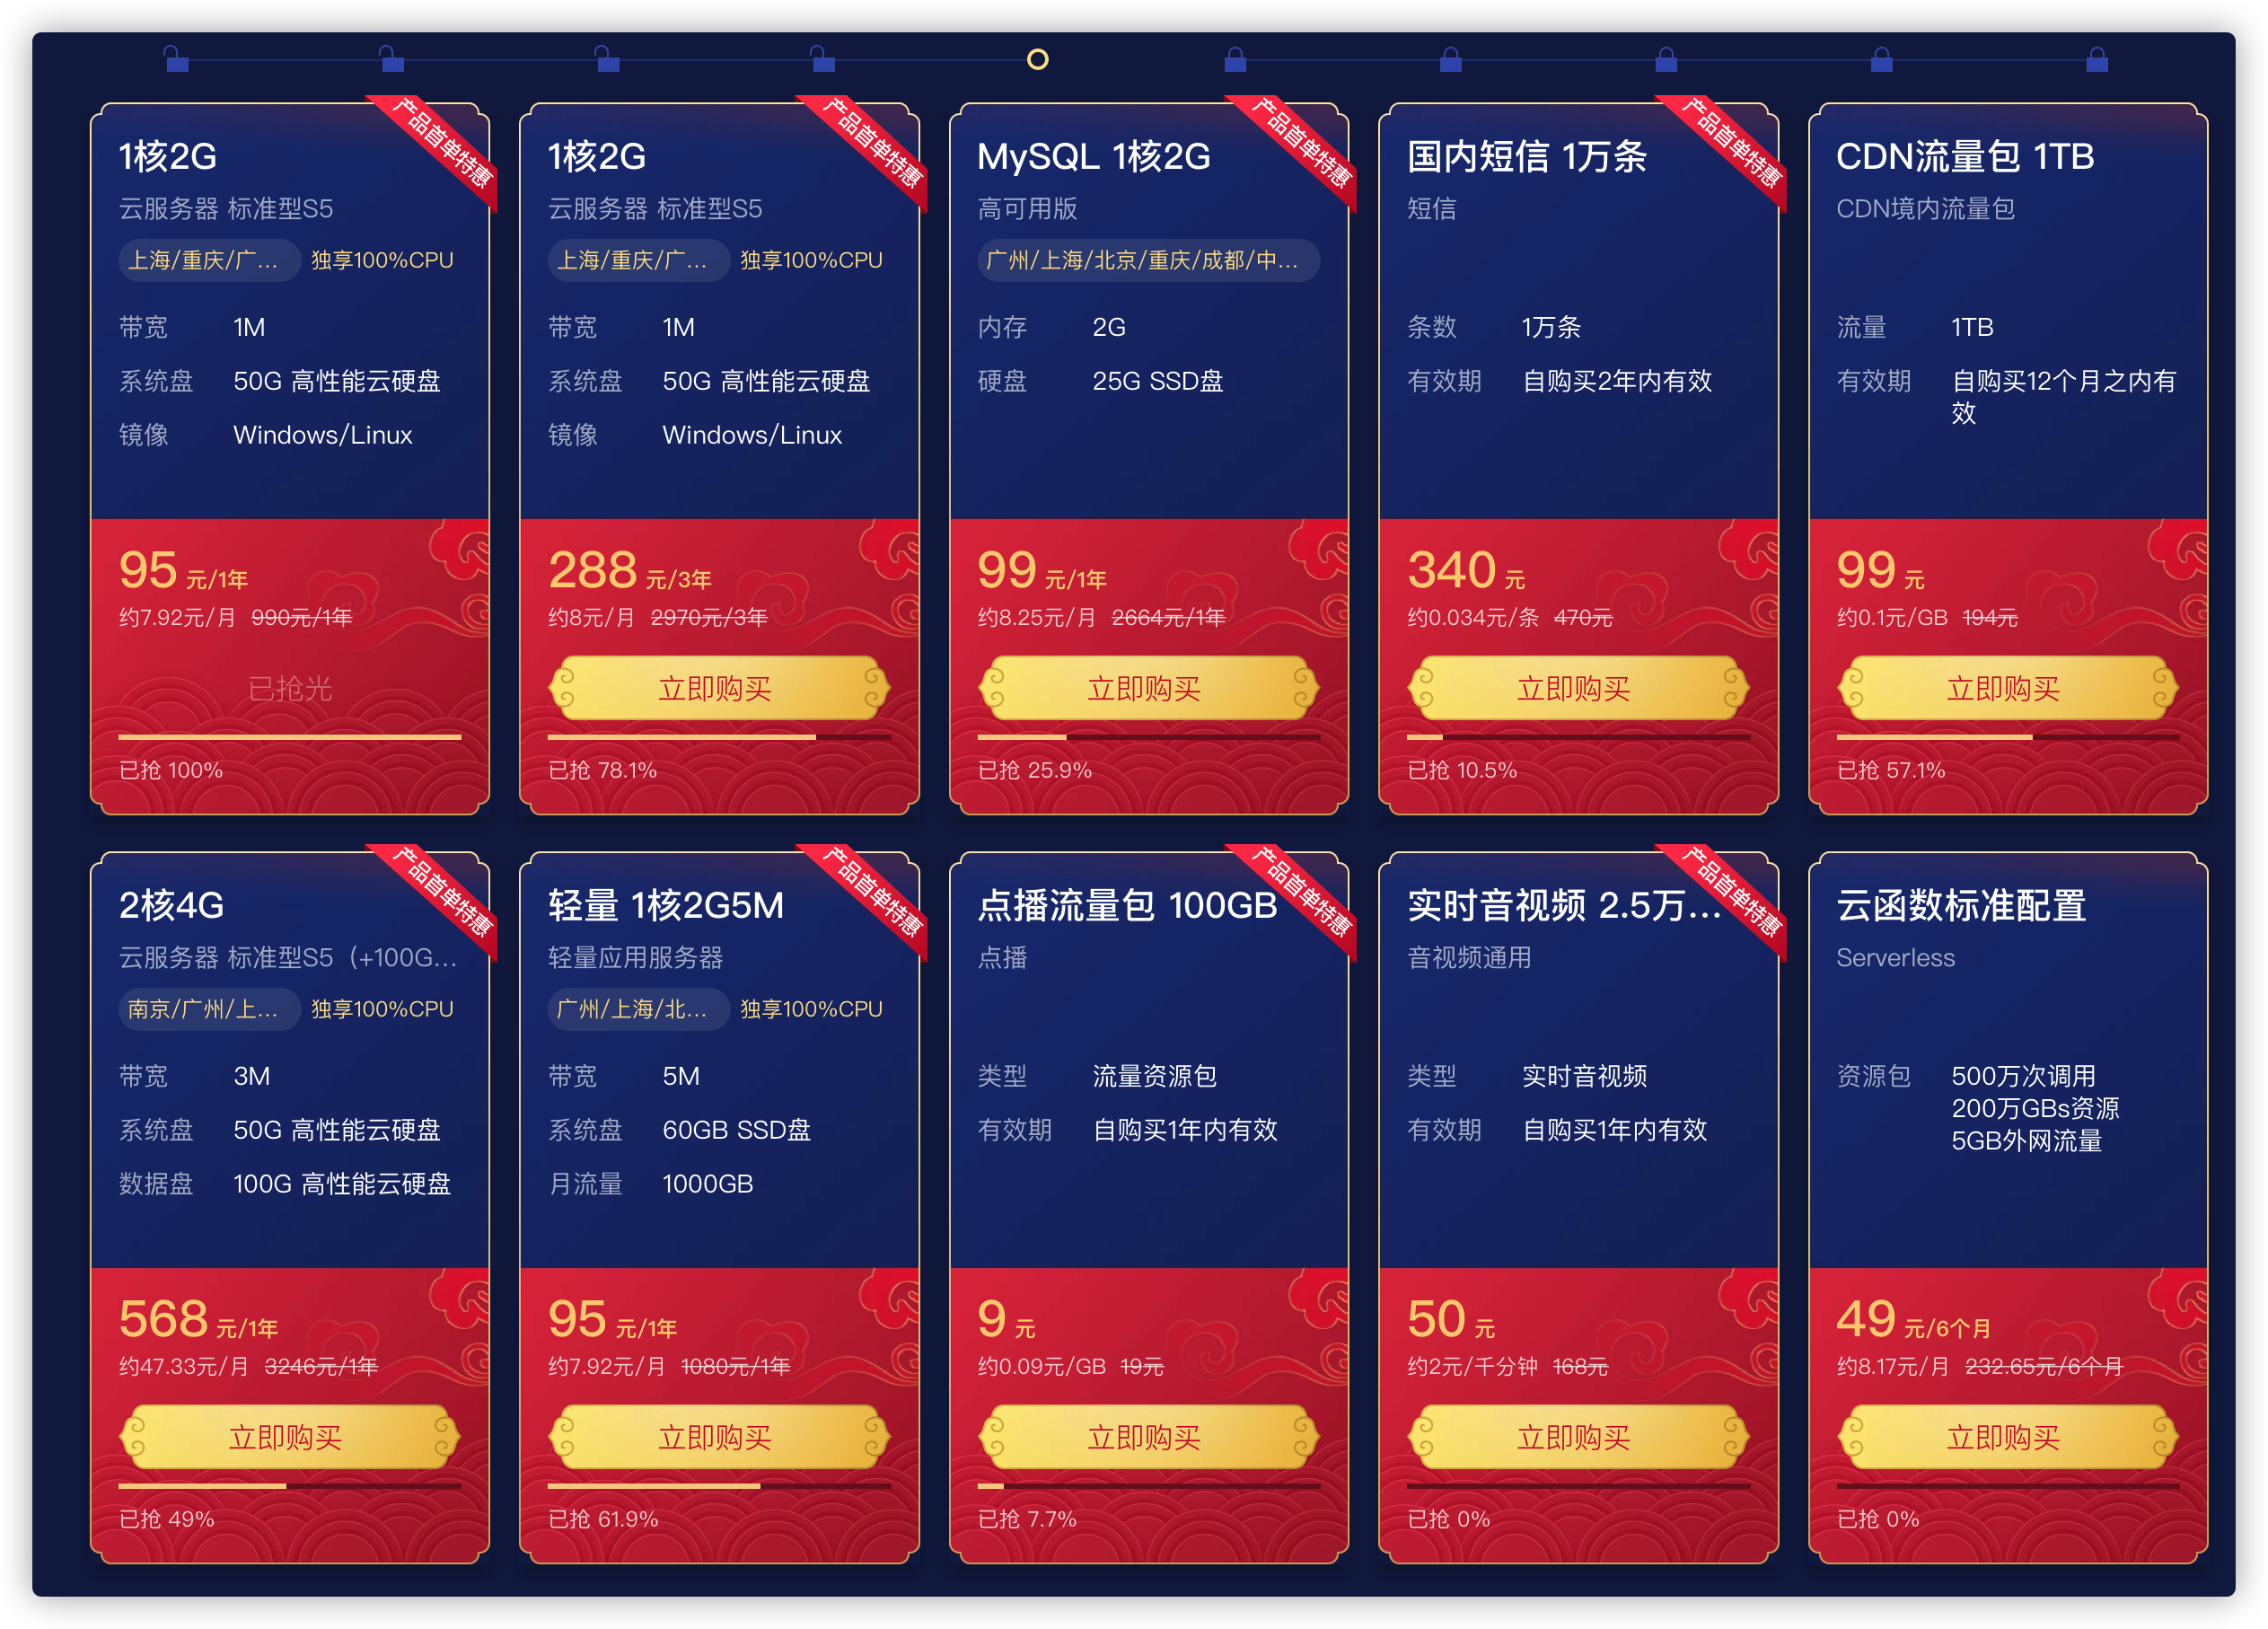 产品首单特惠
1核2G
云服务器 标准型S5
上海/重庆/广... 独享100%CPU
带宽 1M
系统盘 50G 高性能云硬盘
镜像 Windows/Linux
95 元/1年
约7.92元/月 990元/1年
已抢光
已抢 100%
产品首单特惠
1核2G
云服务器 标准型S5
上海/重庆/广... 独享100%CPU
带宽 1M
系统盘 50G 高性能云硬盘
镜像 Windows/Linux
288 元/3年
约8元/月 2970元/3年
立即购买
已抢 78.1%
产品首单特惠
MySQL 1核2G
高可用版
广州/上海/北京/重庆/成都/中...
内存 2G
硬盘 25G SSD盘
99 元/1年
约8.25元/月 2664元/1年
立即购买
已抢 25.9%
产品首单特惠
国内短信 1万条
短信
条数 1万条
有效期 自购买2年内有效
340 元
约0.034元/条 470元
立即购买
已抢 10.5%
CDN流量包 1TB
CDN境内流量包
流量 1TB
有效期 自购买12个月之内有
效
99 元
约0.1元/GB 194元
立即购买
已抢 57.1%
产品首单特惠
2核4G
云服务器 标准型S5（+100G...
南京/广州/上... 独享100%CPU
带宽 3M
系统盘 50G 高性能云硬盘
数据盘 100G 高性能云硬盘
568 元/1年
约47.33元/月 3246元/1年
立即购买
已抢 49%
产品首单特惠
轻量 1核2G5M
轻量应用服务器
广州/上海/北... 独享100%CPU
带宽 5M
系统盘 60GB SSD盘
月流量 1000GB
95 元/1年
约7.92元/月 1080元/1年
立即购买
已抢 61.9%
产品首单特惠
点播流量包 100GB
点播
类型 流量资源包
有效期 自购买1年内有效
9 元
约0.09元/GB 19元
立即购买
已抢 7.7%
产品首单特惠
实时音视频 2.5万...
音视频通用
类型 实时音视频
有效期 自购买1年内有效
50 元
约2元/千分钟 168元
立即购买
已抢 0%
云函数标准配置
Serverless
资源包 500万次调用
200万GBs资源
5GB外网流量
49 元/6个月
约8.17元/月 232.65元/6个月
立即购买
已抢 0%